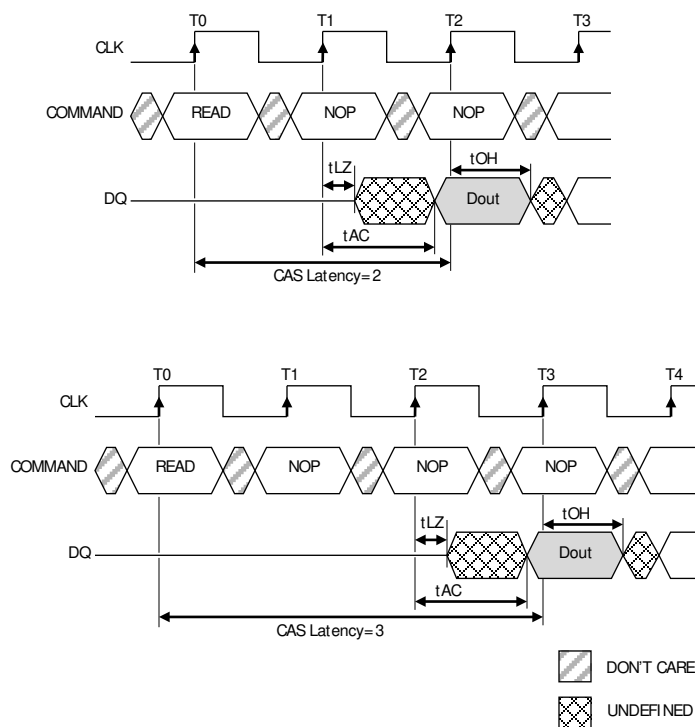 T0 T1 T2 T3
CLK
COMMAND READ NOP NOP
tLZ tOH
DQ Dout
tAC
CAS Latency=2
T0 T1 T2 T3 T4
CLK
COMMAND READ NOP NOP NOP
tLZ tOH
DQ Dout
tAC
CAS Latency=3
DON'T CARE
UNDEFINED